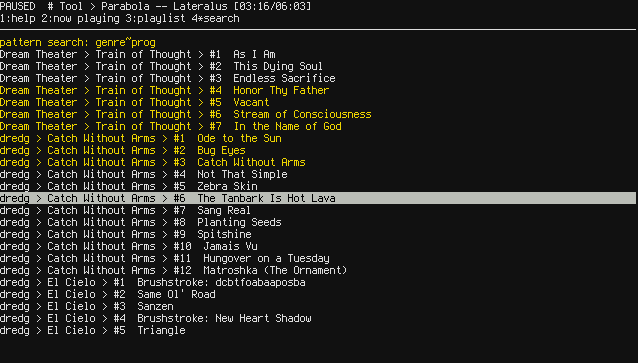 PAUSED  # Tool > Parabola -- Lateralus [03:16/06:03]
1:help 2:now playing 3:playlist 4*search
pattern search: genre~prog
Dream Theater > Train of Thought > #1  As I Am
Dream Theater > Train of Thought > #2  This Dying Soul
Dream Theater > Train of Thought > #3  Endless Sacrifice
Dream Theater > Train of Thought > #4  Honor Thy Father
Dream Theater > Train of Thought > #5  Vacant
Dream Theater > Train of Thought > #6  Stream of Consciousness
Dream Theater > Train of Thought > #7  In the Name of God
dredg > Catch Without Arms > #1  Ode to the Sun
dredg > Catch Without Arms > #2  Bug Eyes
dredg > Catch Without Arms > #3  Catch Without Arms
dredg > Catch Without Arms > #4  Not That Simple
dredg > Catch Without Arms > #5  Zebra Skin
dredg > Catch Without Arms > #6  The Tanbark Is Hot Lava
dredg > Catch Without Arms > #7  Sang Real
dredg > Catch Without Arms > #8  Planting Seeds
dredg > Catch Without Arms > #9  Spitshine
dredg > Catch Without Arms > #10  Jamais Vu
dredg > Catch Without Arms > #11  Hungover on a Tuesday
dredg > Catch Without Arms > #12  Matroshka (The Ornament)
dredg > El Cielo > #1  Brushstroke: dcbtfoabaaposba
dredg > El Cielo > #2  Same Ol' Road
dredg > El Cielo > #3  Sanzen
dredg > El Cielo > #4  Brushstroke: New Heart Shadow
dredg > El Cielo > #5  Triangle